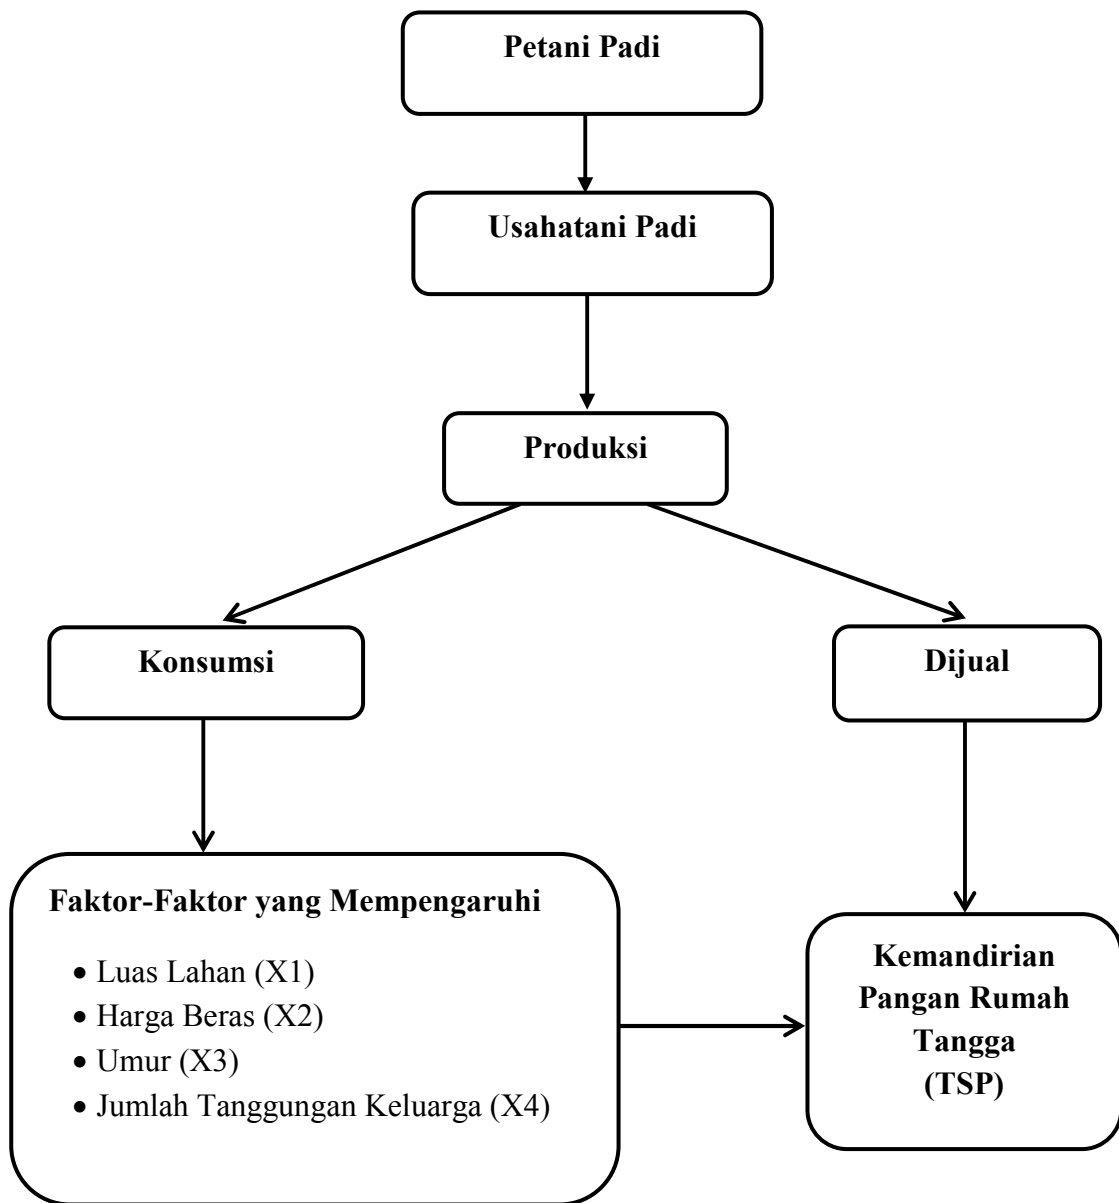 Petani Padi
Usahatani Padi
Produksi
Konsumsi
Dijual
Faktor-Faktor yang Mempengaruhi
• Luas Lahan (X1)
• Harga Beras (X2)
• Umur (X3)
• Jumlah Tanggungan Keluarga (X4)
Kemandirian
Pangan Rumah
Tangga
(TSP)